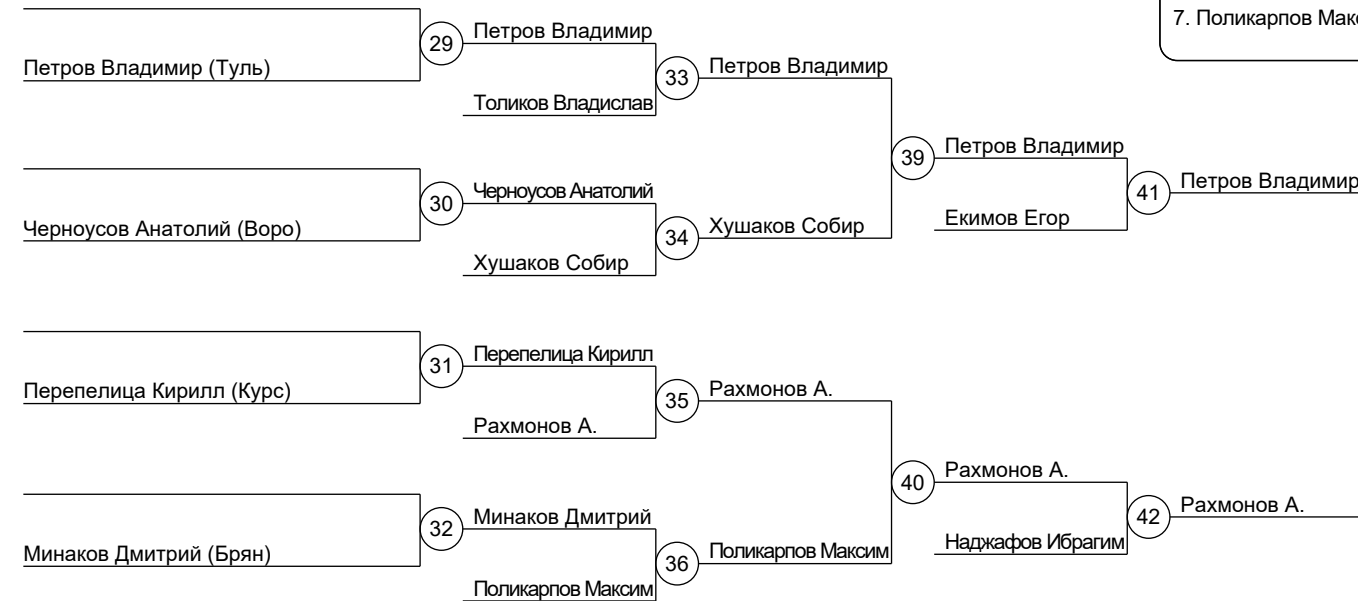 7. Поликарпов
29
Петров Владимир
Петров Владимир (Туль)
33
Петров Владимир
Толиков Владислав
39
Петров Владимир
30
Черноусов Анатолий
41
Петров Владимир
Черноусов Анатолий (Воро)
34
Хушаков Собир
Екимов Егор
Хушаков Собир
31
Перепелица Кирилл
Перепелица Кирилл (Курс)
35
Рахмонов А.
Рахмонов А.
40
Рахмонов А.
32
Минаков Дмитрий
42
Рахмонов А.
Минаков Дмитрий (Брян)
36
Поликарпов Максим
Наджафов Ибрагим
Поликарпов Максим